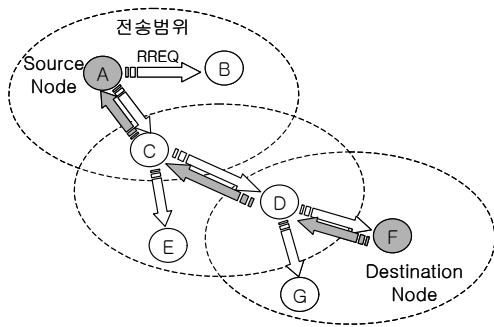 전송범위
Source
Node
A
RREQ
B
C
D
E
F
G
Destination
Node